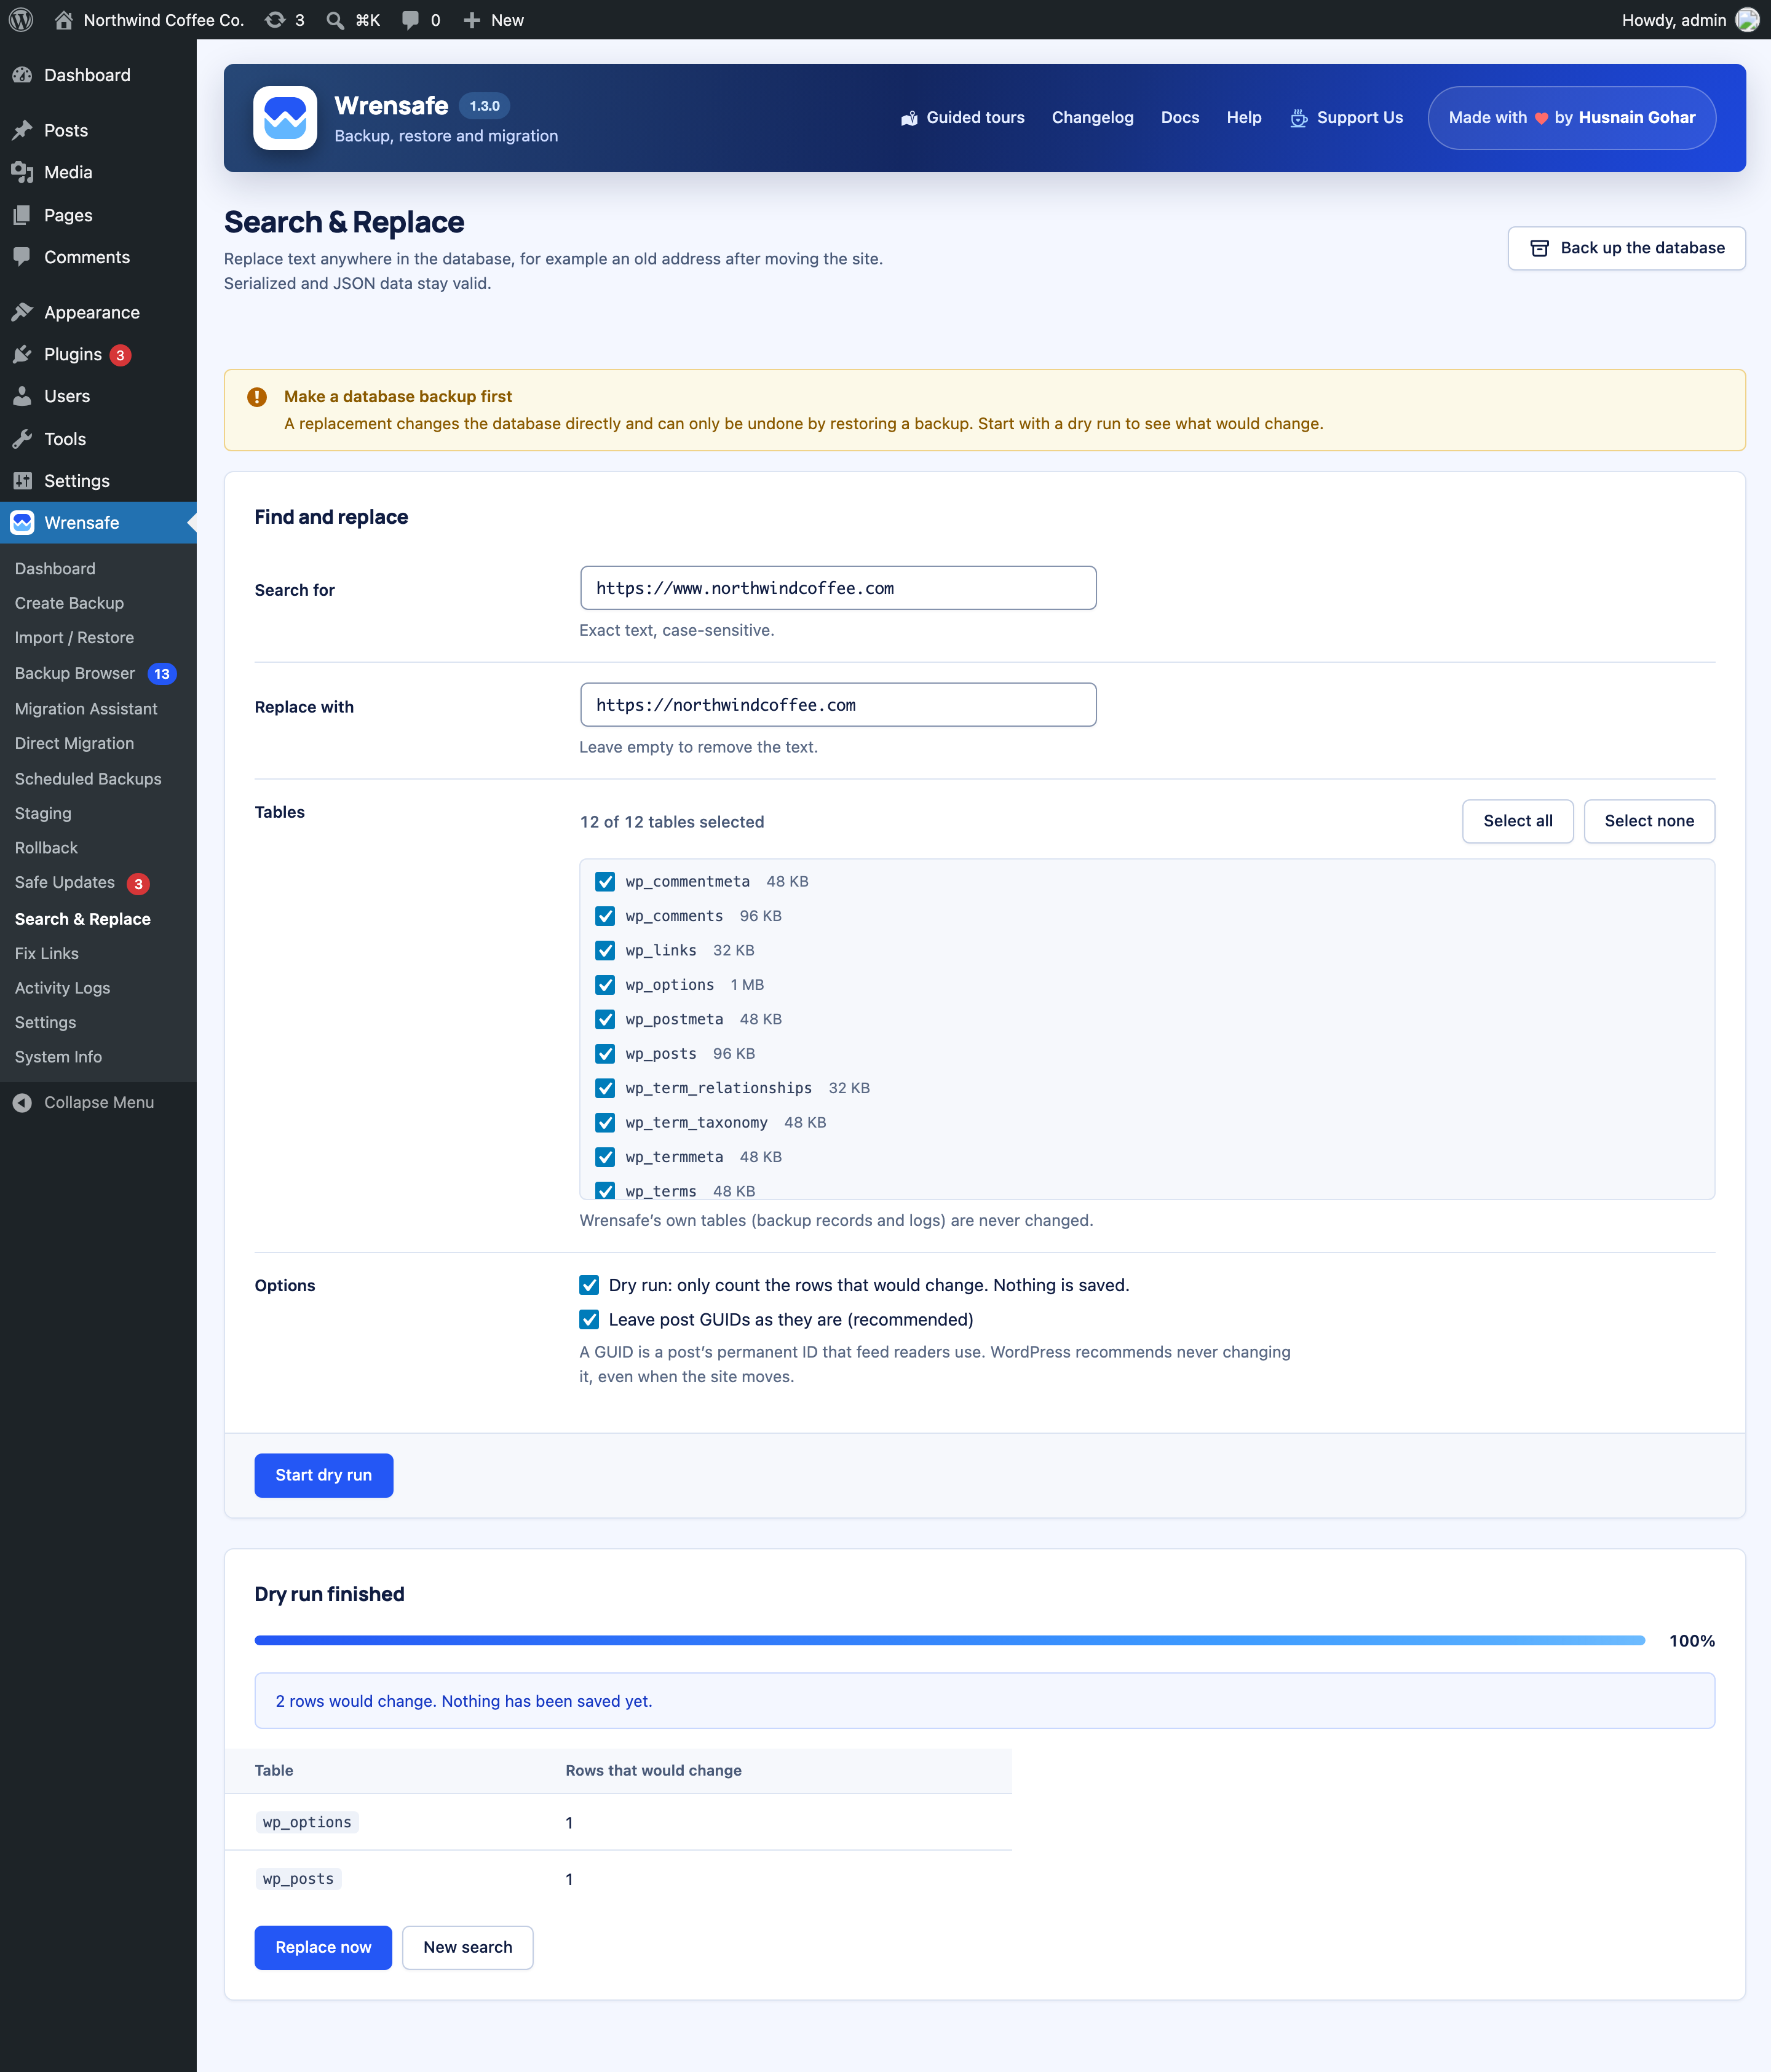 Northwind Coffee Co. 3 ⌘K 0 New Howdy, admin
Dashboard
Posts
Media
Pages
Comments
Appearance
Plugins 3
Users
Tools
Settings
Wrensafe
Dashboard
Create Backup
Import / Restore
Backup Browser 13
Migration Assistant
Direct Migration
Scheduled Backups
Staging
Rollback
Safe Updates 3
Search & Replace
Fix Links
Activity Logs
Settings
System Info
Collapse Menu
Wrensafe 1.3.0
Backup, restore and migration
Guided tours Changelog Docs Help Support Us Made with by Husnain Gohar
Search & Replace
Replace text anywhere in the database, for example an old address after moving the site.
Serialized and JSON data stay valid.
Back up the database
Make a database backup first
A replacement changes the database directly and can only be undone by restoring a backup. Start with a dry run to see what would change.
Find and replace
Search for https://www.northwindcoffee.com
Exact text, case-sensitive.
Replace with https://northwindcoffee.com
Leave empty to remove the text.
Tables 12 of 12 tables selected Select all Select none
wp_commentmeta 48 KB
wp_comments 96 KB
wp_links 32 KB
wp_options 1 MB
wp_postmeta 48 KB
wp_posts 96 KB
wp_term_relationships 32 KB
wp_term_taxonomy 48 KB
wp_termmeta 48 KB
wp_terms 48 KB
Wrensafe’s own tables (backup records and logs) are never changed.
Options Dry run: only count the rows that would change. Nothing is saved.
Leave post GUIDs as they are (recommended)
A GUID is a post’s permanent ID that feed readers use. WordPress recommends never changing
it, even when the site moves.
Start dry run
Dry run finished
100%
2 rows would change. Nothing has been saved yet.
Table Rows that would change
wp_options 1
wp_posts 1
Replace now New search